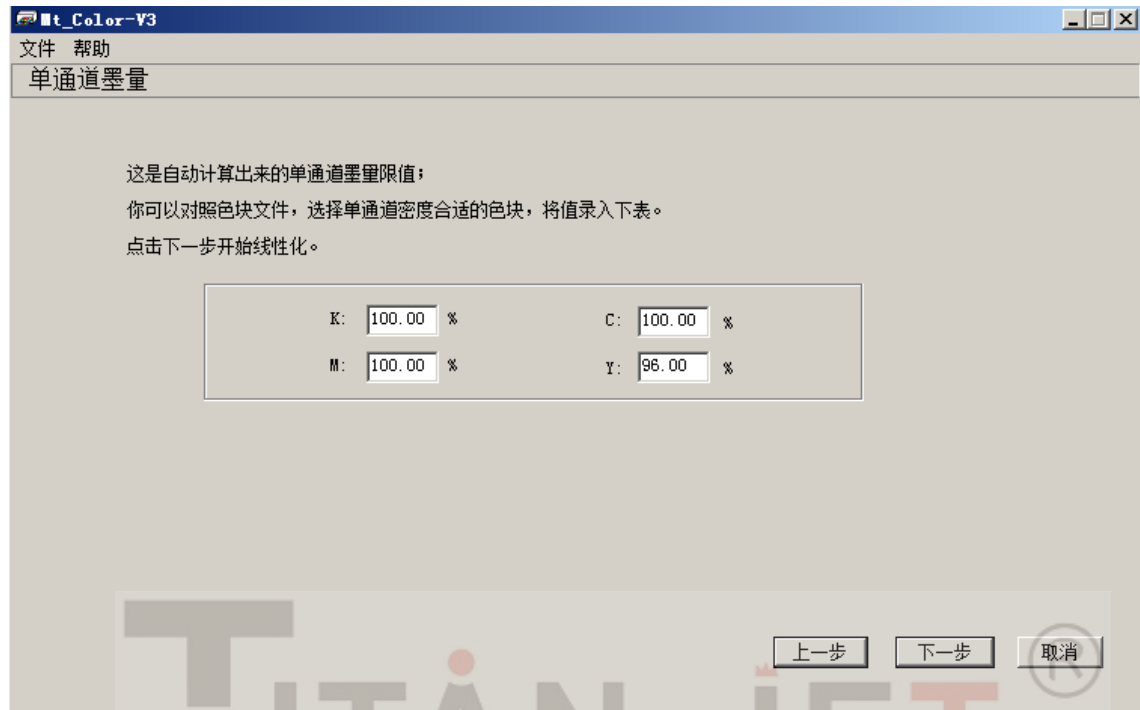 Mt_Color-V3
文件 帮助
单通道墨量
这是自动计算出来的单通道墨量限值；
你可以对照色块文件，选择单通道密度合适的色块，将值录入下表。
点击下一步开始线性化。
K: 100.00 % C: 100.00 %
M: 100.00 % Y: 96.00 %
上一步 下一步 取消
TITAN JET ®